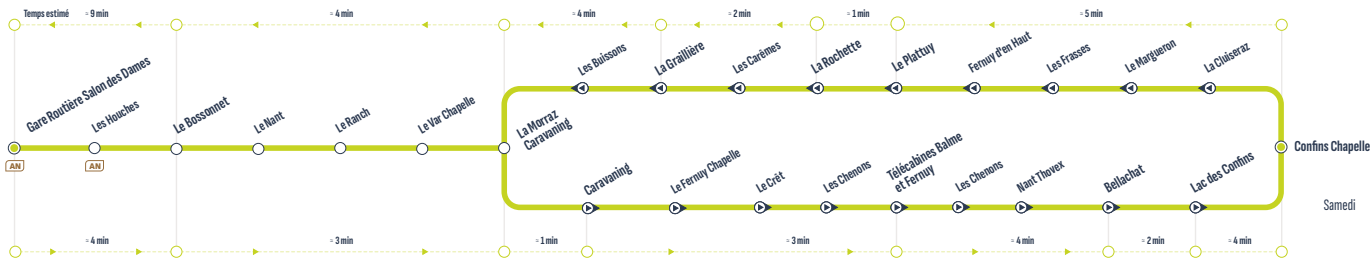 Temps estimé
≈ 9 min
≈ 4 min
≈ 4 min
≈ 2 min
≈ 1 min
≈ 5 min
Gare Routière Salon des Dames
Les Houches
Le Bossonnet
Le Nant
Le Ranch
Le Var Chapelle
La Morraz
Caravaning
Les Buissons
La Graillière
Les Carêmes
La Rochette
Le Plattuy
Fernuy d'en Haut
Les Frasses
Le Margueron
La Cluiseraz
AN
AN
Confins Chapelle
Caravaning
Le Fernuy Chapelle
Le Crêt
Les Chenons
Télécabines Balme
et Fernuy
Les Chenons
Nant Thovex
Bellachat
Lac des Confins
Samedi
≈ 4 min
≈ 3 min
≈ 1 min
≈ 3 min
≈ 4 min
≈ 2 min
≈ 4 min